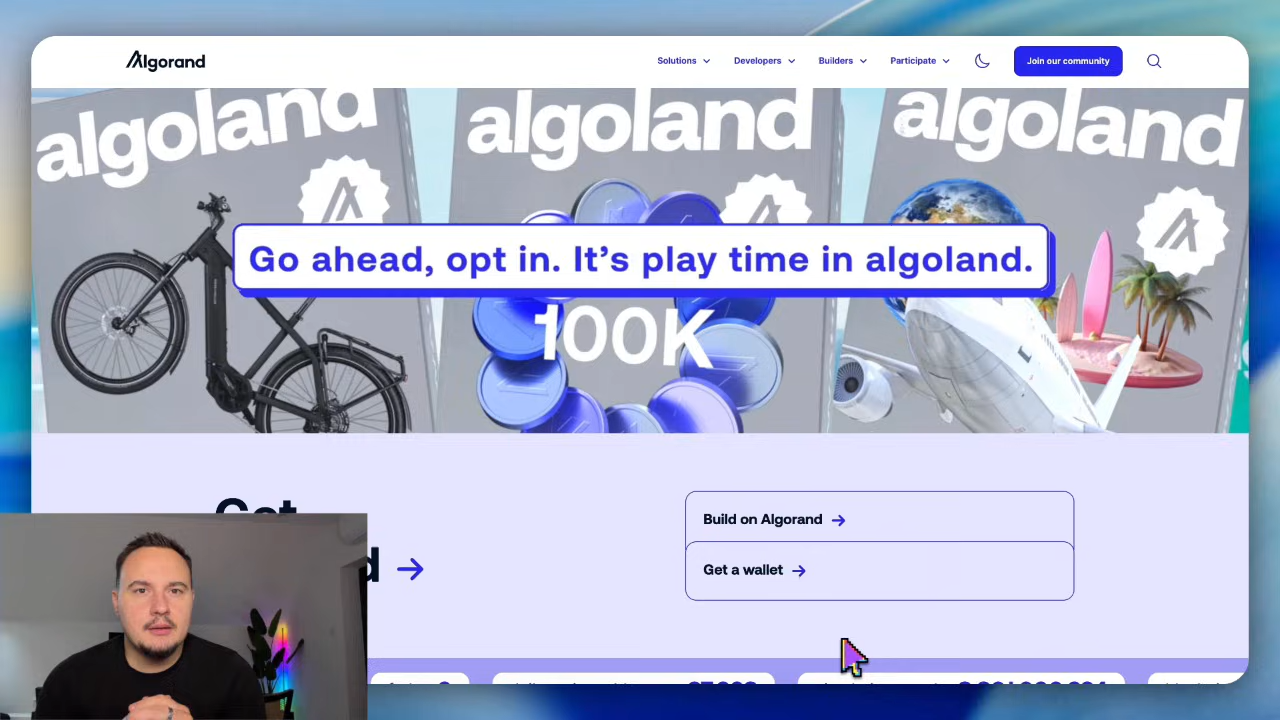 Algorand
Solutions
Developers
Builders
Participate
Join our community
algoland
algoland
algoland
Go ahead, opt in. It’s play time in algoland.
100K
Get
Build on Algorand
Get a wallet